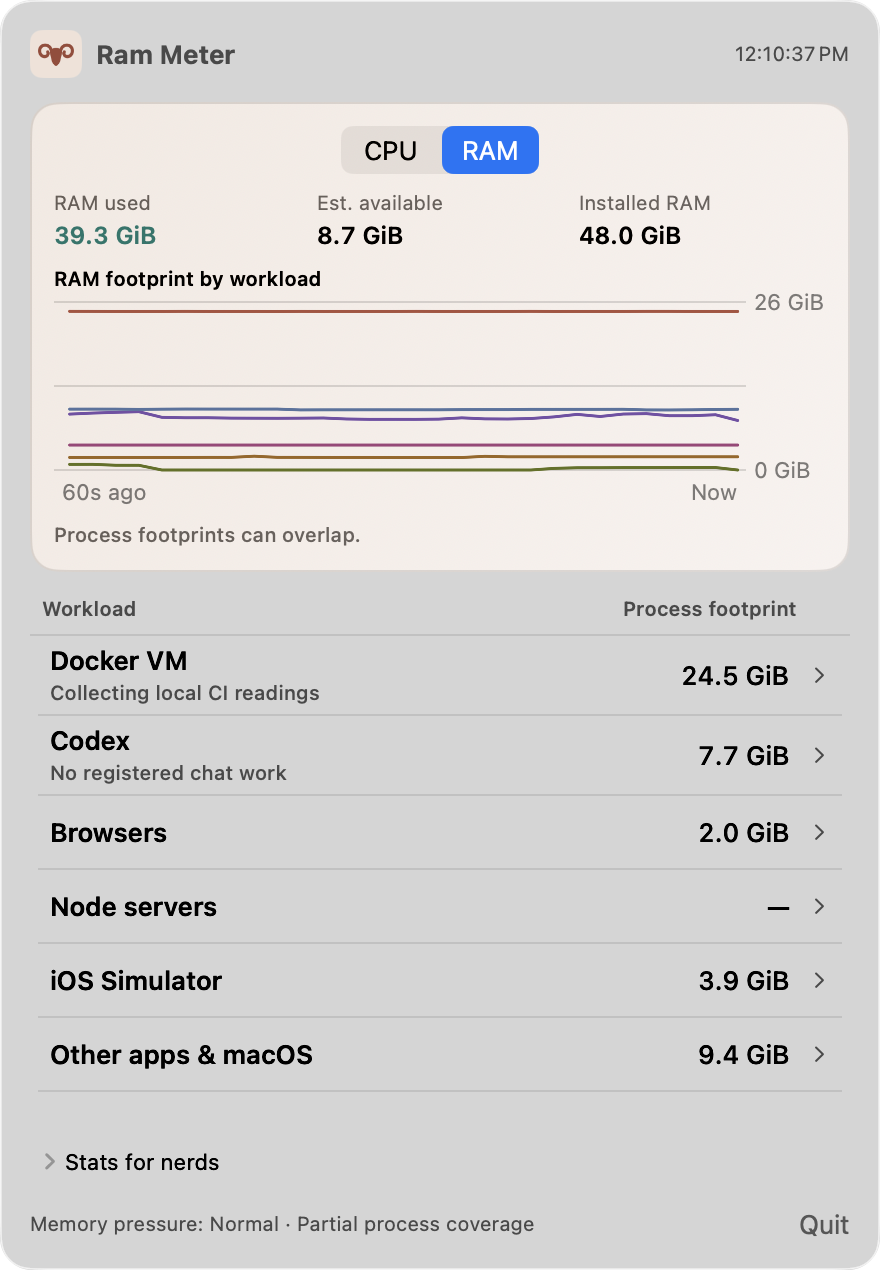 Ram Meter
12:10:37 PM
CPU RAM
RAM used Est. available Installed RAM
39.3 GiB 8.7 GiB 48.0 GiB
RAM footprint by workload
26 GiB
0 GiB
60s ago Now
Process footprints can overlap.
Workload Process footprint
Docker VM
Collecting local CI readings
24.5 GiB
Codex
No registered chat work
7.7 GiB
Browsers 2.0 GiB
Node servers —
iOS Simulator 3.9 GiB
Other apps & macOS 9.4 GiB
Stats for nerds
Memory pressure: Normal · Partial process coverage
Quit